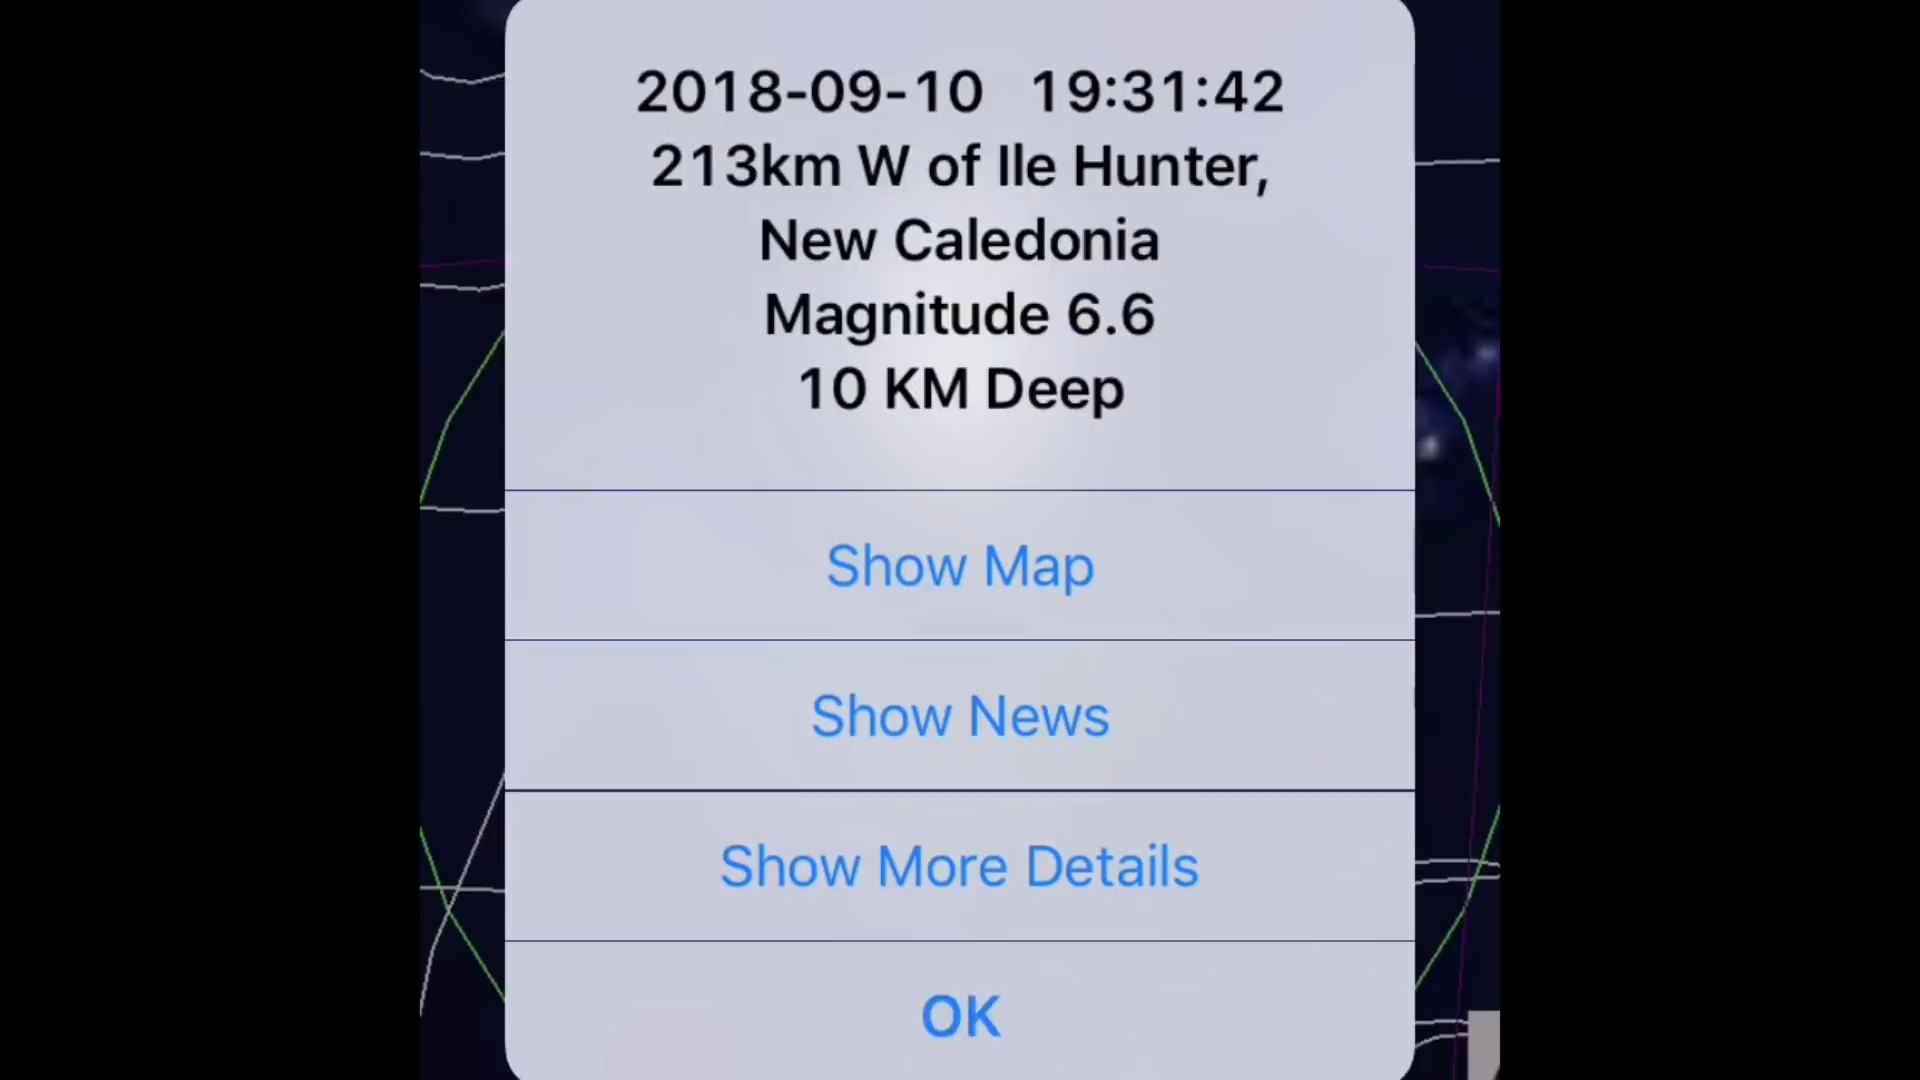 2018-09-10 19:31:42
213km W of Ile Hunter,
New Caledonia
Magnitude 6.6
10 KM Deep
Show Map
Show News
Show More Details
OK